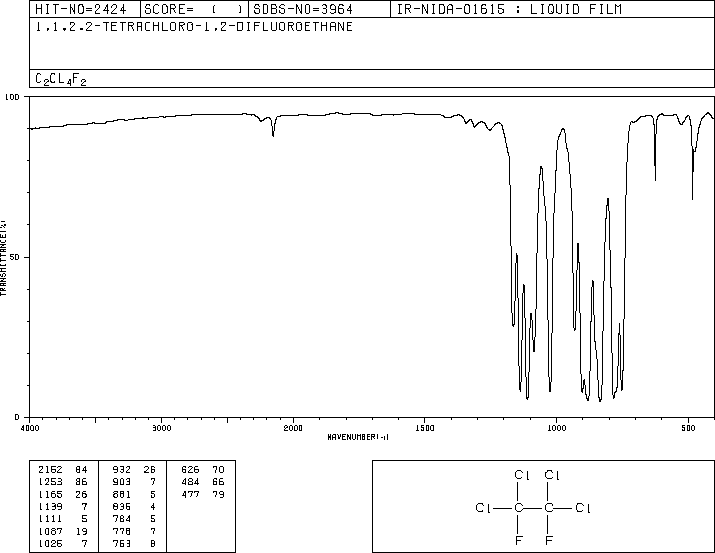 HIT-NO=2424 SCORE= ( ) SDBS-NO=3964 IR-NIDA-01615 : LIQUID FILM
1,1,2,2-TETRACHLORO-1,2-DIFLUOROETHANE
C2CL4F2
100
50
0
TRANSMITTANCE(%)
4000 3000 2000 1500 1000 500
WAVENUMBER(-1)
2162 84 932 26 626 70
1253 86 903 7 484 66
1165 26 881 5 477 79
1139 7 836 4
1111 5 784 5
1087 19 778 7
1026 7 763 8
Cl Cl
Cl C C Cl
F F